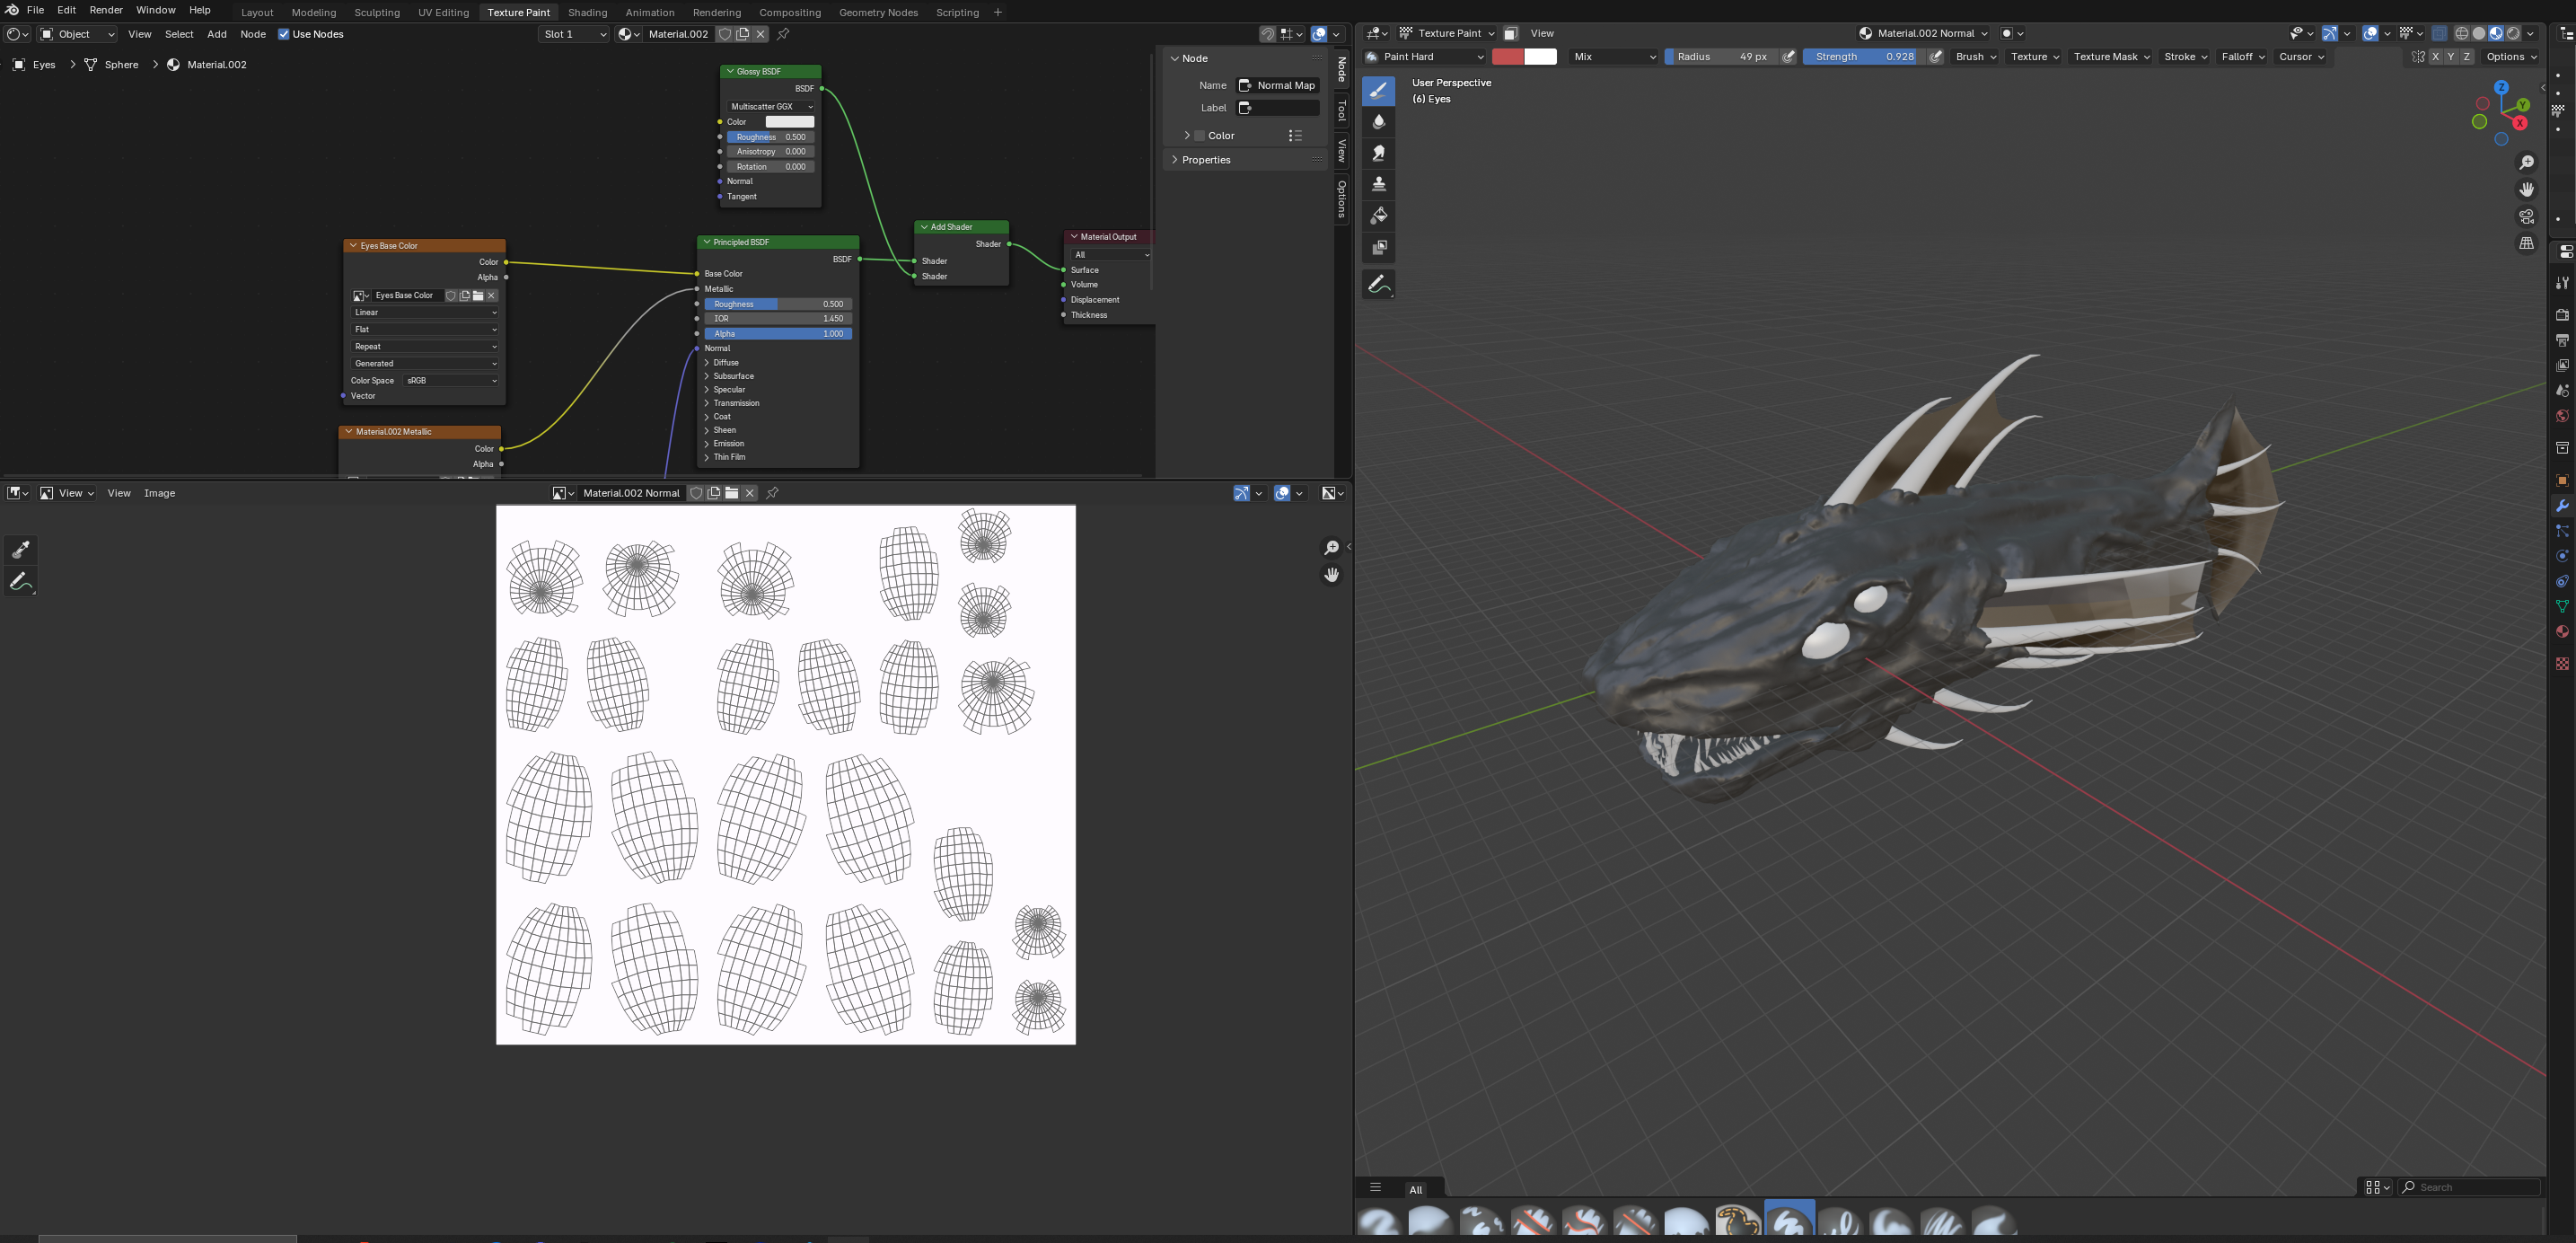 File Edit Render Window Help Layout Modeling Sculpting UV Editing Texture Paint Shading Animation Rendering Compositing Geometry Nodes Scripting +
Object View Select Add Node Use Nodes Slot 1 Material.002
Eyes > Sphere > Material.002
Glossy BSDF
BSDF
Multiscatter GGX
Color
Roughness 0.500
Anisotropy 0.000
Rotation 0.000
Normal
Tangent
Eyes Base Color
Color
Alpha
Eyes Base Color
Linear
Flat
Repeat
Generated
Color Space sRGB
Vector
Material.002 Metallic
Color
Alpha
Principled BSDF
BSDF
Base Color
Metallic
Roughness 0.500
IOR 1.450
Alpha 1.000
Normal
Diffuse
Subsurface
Specular
Transmission
Coat
Sheen
Emission
Thin Film
Add Shader
Shader
Shader
Shader
Material Output
All
Surface
Volume
Displacement
Thickness
Node
Name Normal Map
Label
Color
Properties
Node
Tool
View
Options
View View Image Material.002 Normal
Texture Paint View Material.002 Normal
Paint Hard Mix Radius 49 px Strength 0.928 Brush Texture Texture Mask Stroke Falloff Cursor X Y Z Options
User Perspective
(6) Eyes
Z
Y
X
All Search